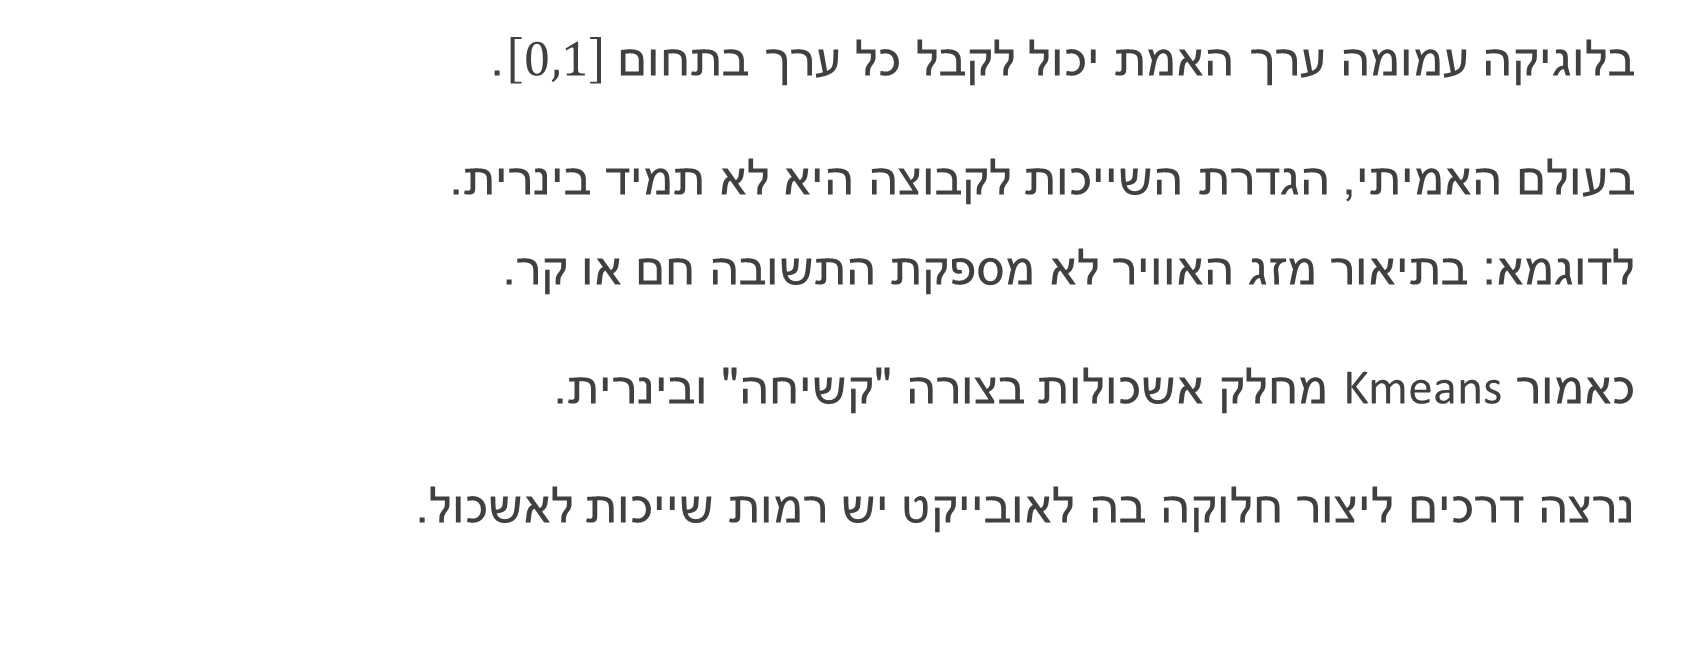 בלוגיקה עמומה ערך האמת יכול לקבל כל ערך בתחום [0,1].
בעולם האמיתי, הגדרת השייכות לקבוצה היא לא תמיד בינרית.
לדוגמא: בתיאור מזג האוויר לא מספקת התשובה חם או קר.
כאמור Kmeans מחלק אשכולות בצורה "קשיחה" ובינרית.
נרצה דרכים ליצור חלוקה בה לאובייקט יש רמות שייכות לאשכול.